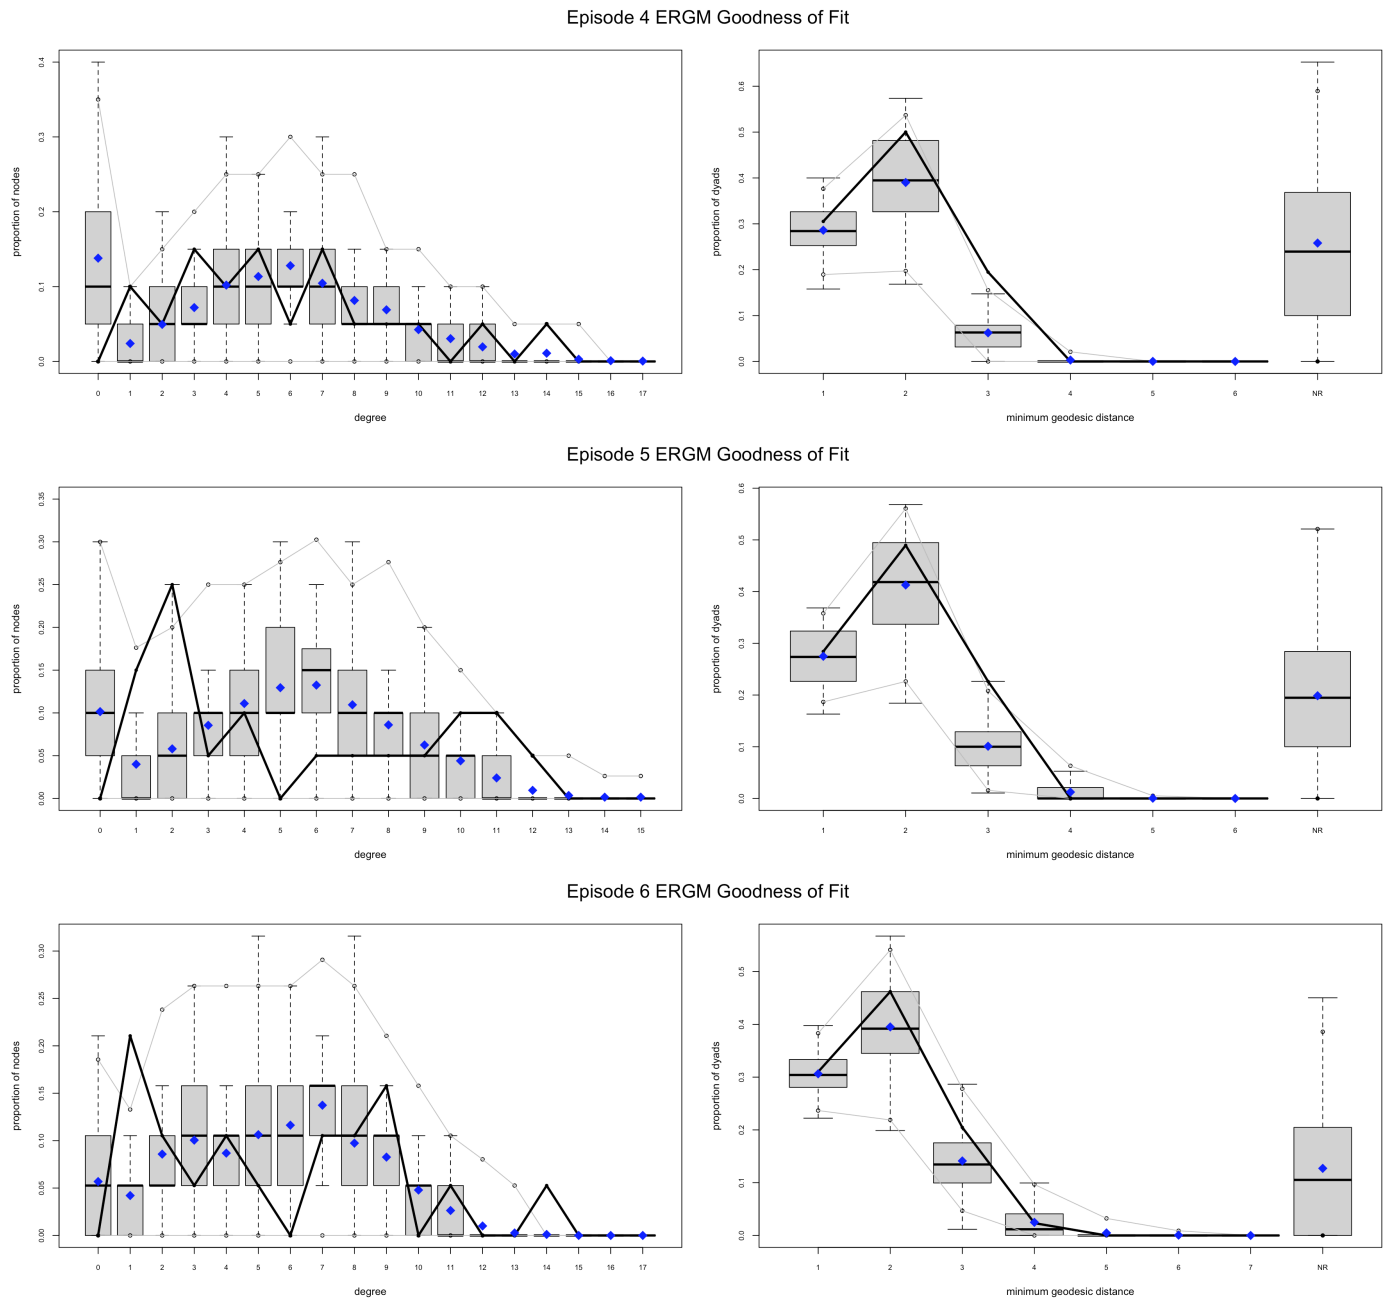 Episode 4 ERGM Goodness of Fit
proportion of nodes
0.0 0.1 0.2 0.3 0.4
0 1 2 3 4 5 6 7 8 9 10 11 12 13 14 15 16 17
degree
proportion of dyads
0.0 0.1 0.2 0.3 0.4 0.5 0.6
1 2 3 4 5 6 NR
minimum geodesic distance
Episode 5 ERGM Goodness of Fit
proportion of nodes
0.00 0.05 0.10 0.15 0.20 0.25 0.30 0.35
0 1 2 3 4 5 6 7 8 9 10 11 12 13 14 15
degree
proportion of dyads
0.0 0.1 0.2 0.3 0.4 0.5 0.6
1 2 3 4 5 6 NR
minimum geodesic distance
Episode 6 ERGM Goodness of Fit
proportion of nodes
0.00 0.05 0.10 0.15 0.20 0.25 0.30
0 1 2 3 4 5 6 7 8 9 10 11 12 13 14 15 16 17
degree
proportion of dyads
0.0 0.1 0.2 0.3 0.4 0.5
1 2 3 4 5 6 7 NR
minimum geodesic distance